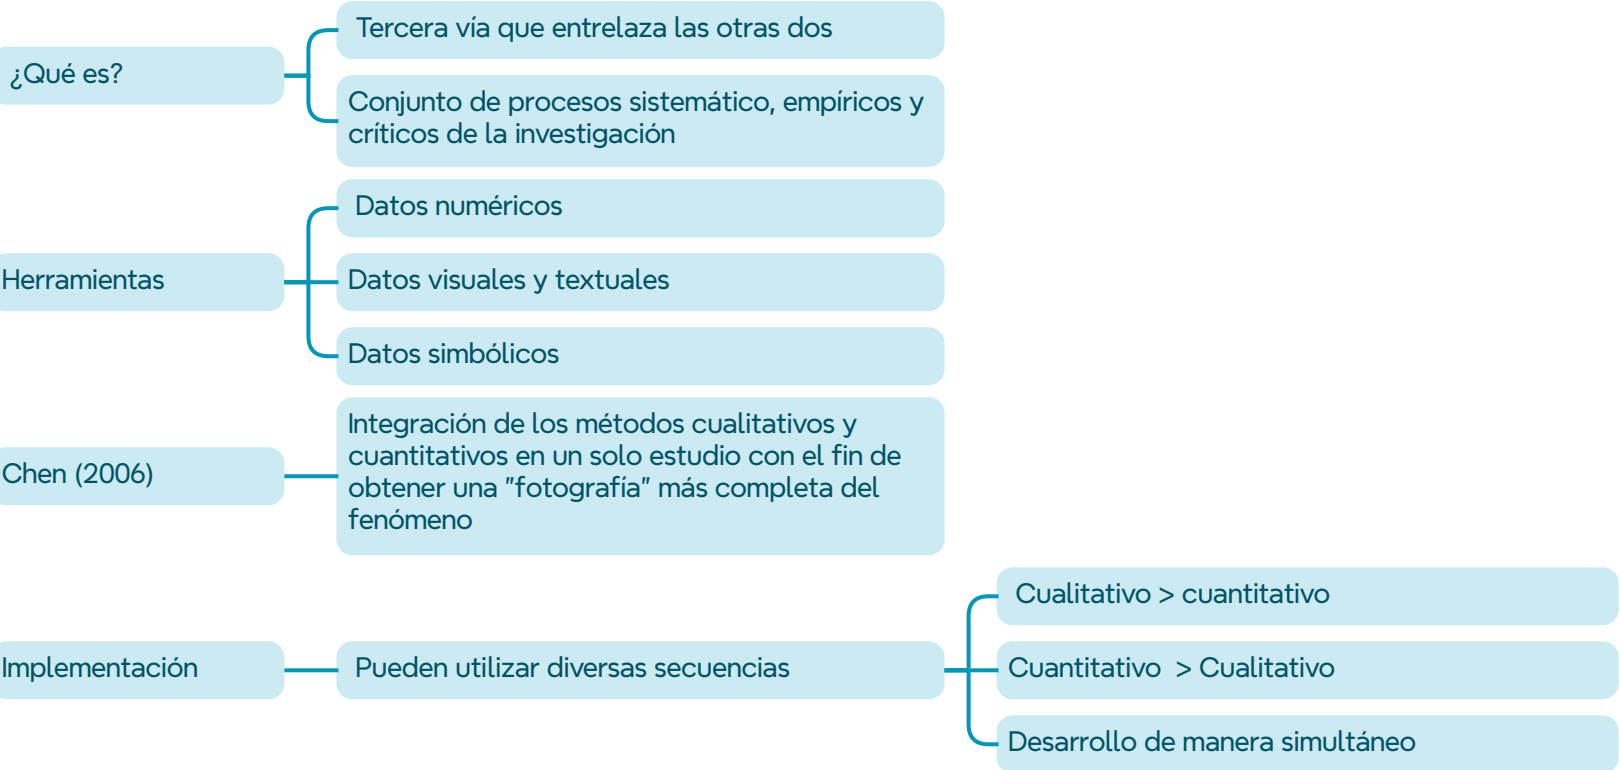 ¿Qué es?
Tercera vía que entrelaza las otras dos
Conjunto de procesos sistemático, empíricos y
críticos de la investigación
Herramientas
Datos numéricos
Datos visuales y textuales
Datos simbólicos
Chen (2006)
Integración de los métodos cualitativos y
cuantitativos en un solo estudio con el fin de
obtener una "fotografía" más completa del
fenómeno
Implementación
Pueden utilizar diversas secuencias
Cualitativo > cuantitativo
Cuantitativo  > Cualitativo
Desarrollo de manera simultáneo